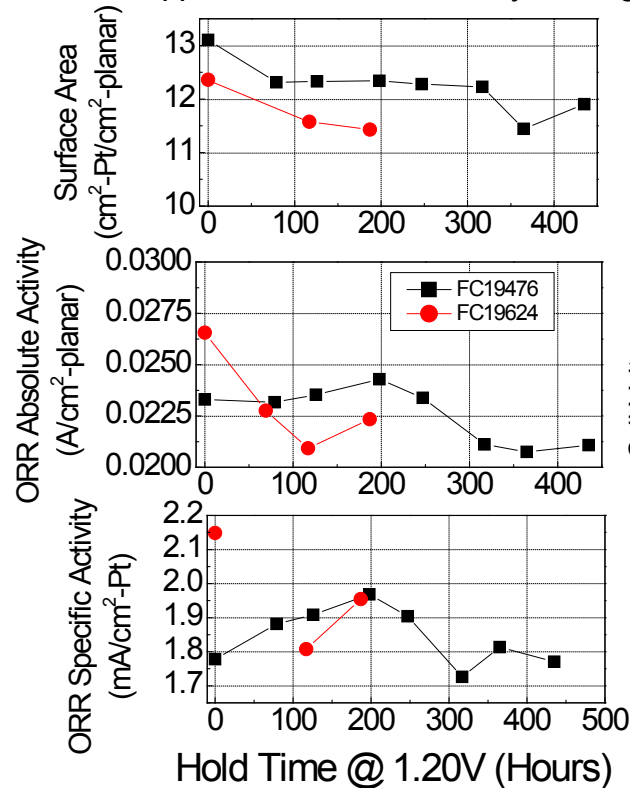 Surface Area
(cm²-Pt/cm²-planar)
13
12
11
10
0 100 200 300 400
ORR Absolute Activity
(A/cm²-planar)
0.0300
0.0275
0.0250
0.0225
0.0200
FC19476
FC19624
0 100 200 300 400
ORR Specific Activity
(mA/cm²-Pt)
2.2
2.1
2.0
1.9
1.8
1.7
0 100 200 300 400 500
Hold Time @ 1.20V (Hours)